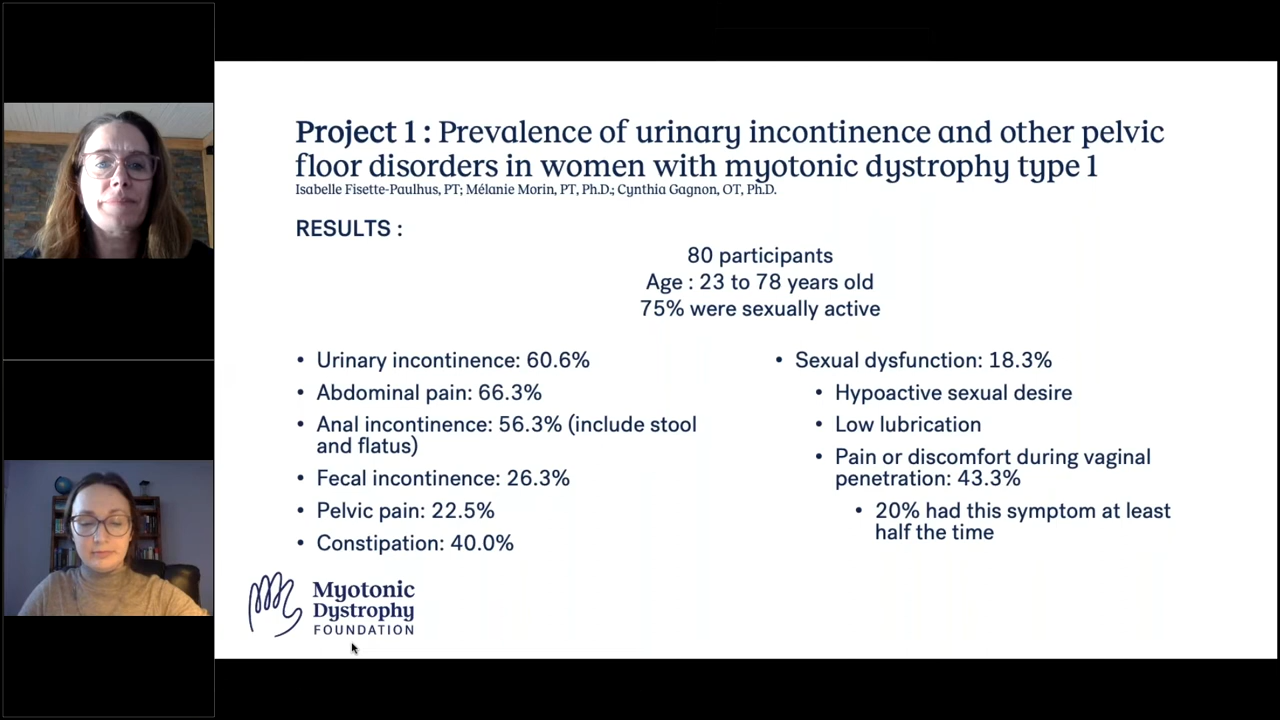 Project 1 : Prevalence of urinary incontinence and other pelvic
floor disorders in women with myotonic dystrophy type 1
Isabelle Fisette-Paulhus, PT; Mélanie Morin, PT, Ph.D.; Cynthia Gagnon, OT, Ph.D.
RESULTS :
80 participants
Age : 23 to 78 years old
75% were sexually active
• Urinary incontinence: 60.6%
• Abdominal pain: 66.3%
• Anal incontinence: 56.3% (include stool
and flatus)
• Fecal incontinence: 26.3%
• Pelvic pain: 22.5%
• Constipation: 40.0%
• Sexual dysfunction: 18.3%
• Hypoactive sexual desire
• Low lubrication
• Pain or discomfort during vaginal
penetration: 43.3%
• 20% had this symptom at least
half the time
Myotonic
Dystrophy
FOUNDATION